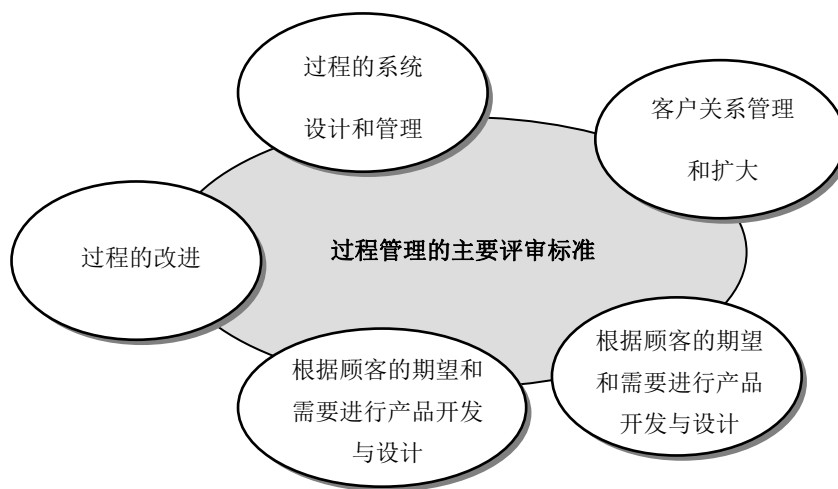 过程的系统
设计和管理
客户关系管理
和扩大
过程的改进
过程管理的主要评审标准
根据顾客的期望和
需要进行产品开发
与设计
根据顾客的期望
和需要进行产品
开发与设计